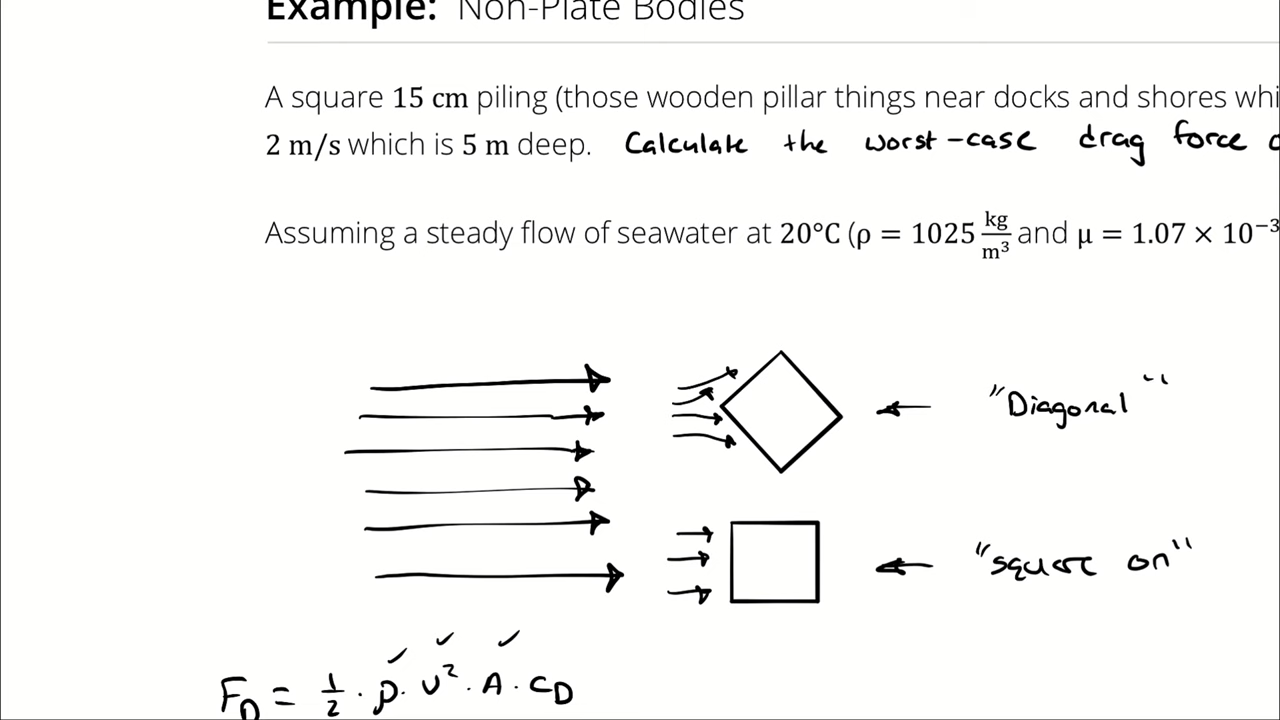 Example: Non-Plate Bodies
A square 15 cm piling (those wooden pillar things near docks and shores
2 m/s which is 5 m deep. Calculate the worst-case drag force
Assuming a steady flow of seawater at 20°C (ρ = 1025 kg/m³ and μ = 1.07 × 10⁻³
"Diagonal"
"square on"
F_D = 1/2 · ρ · U² · A · C_D